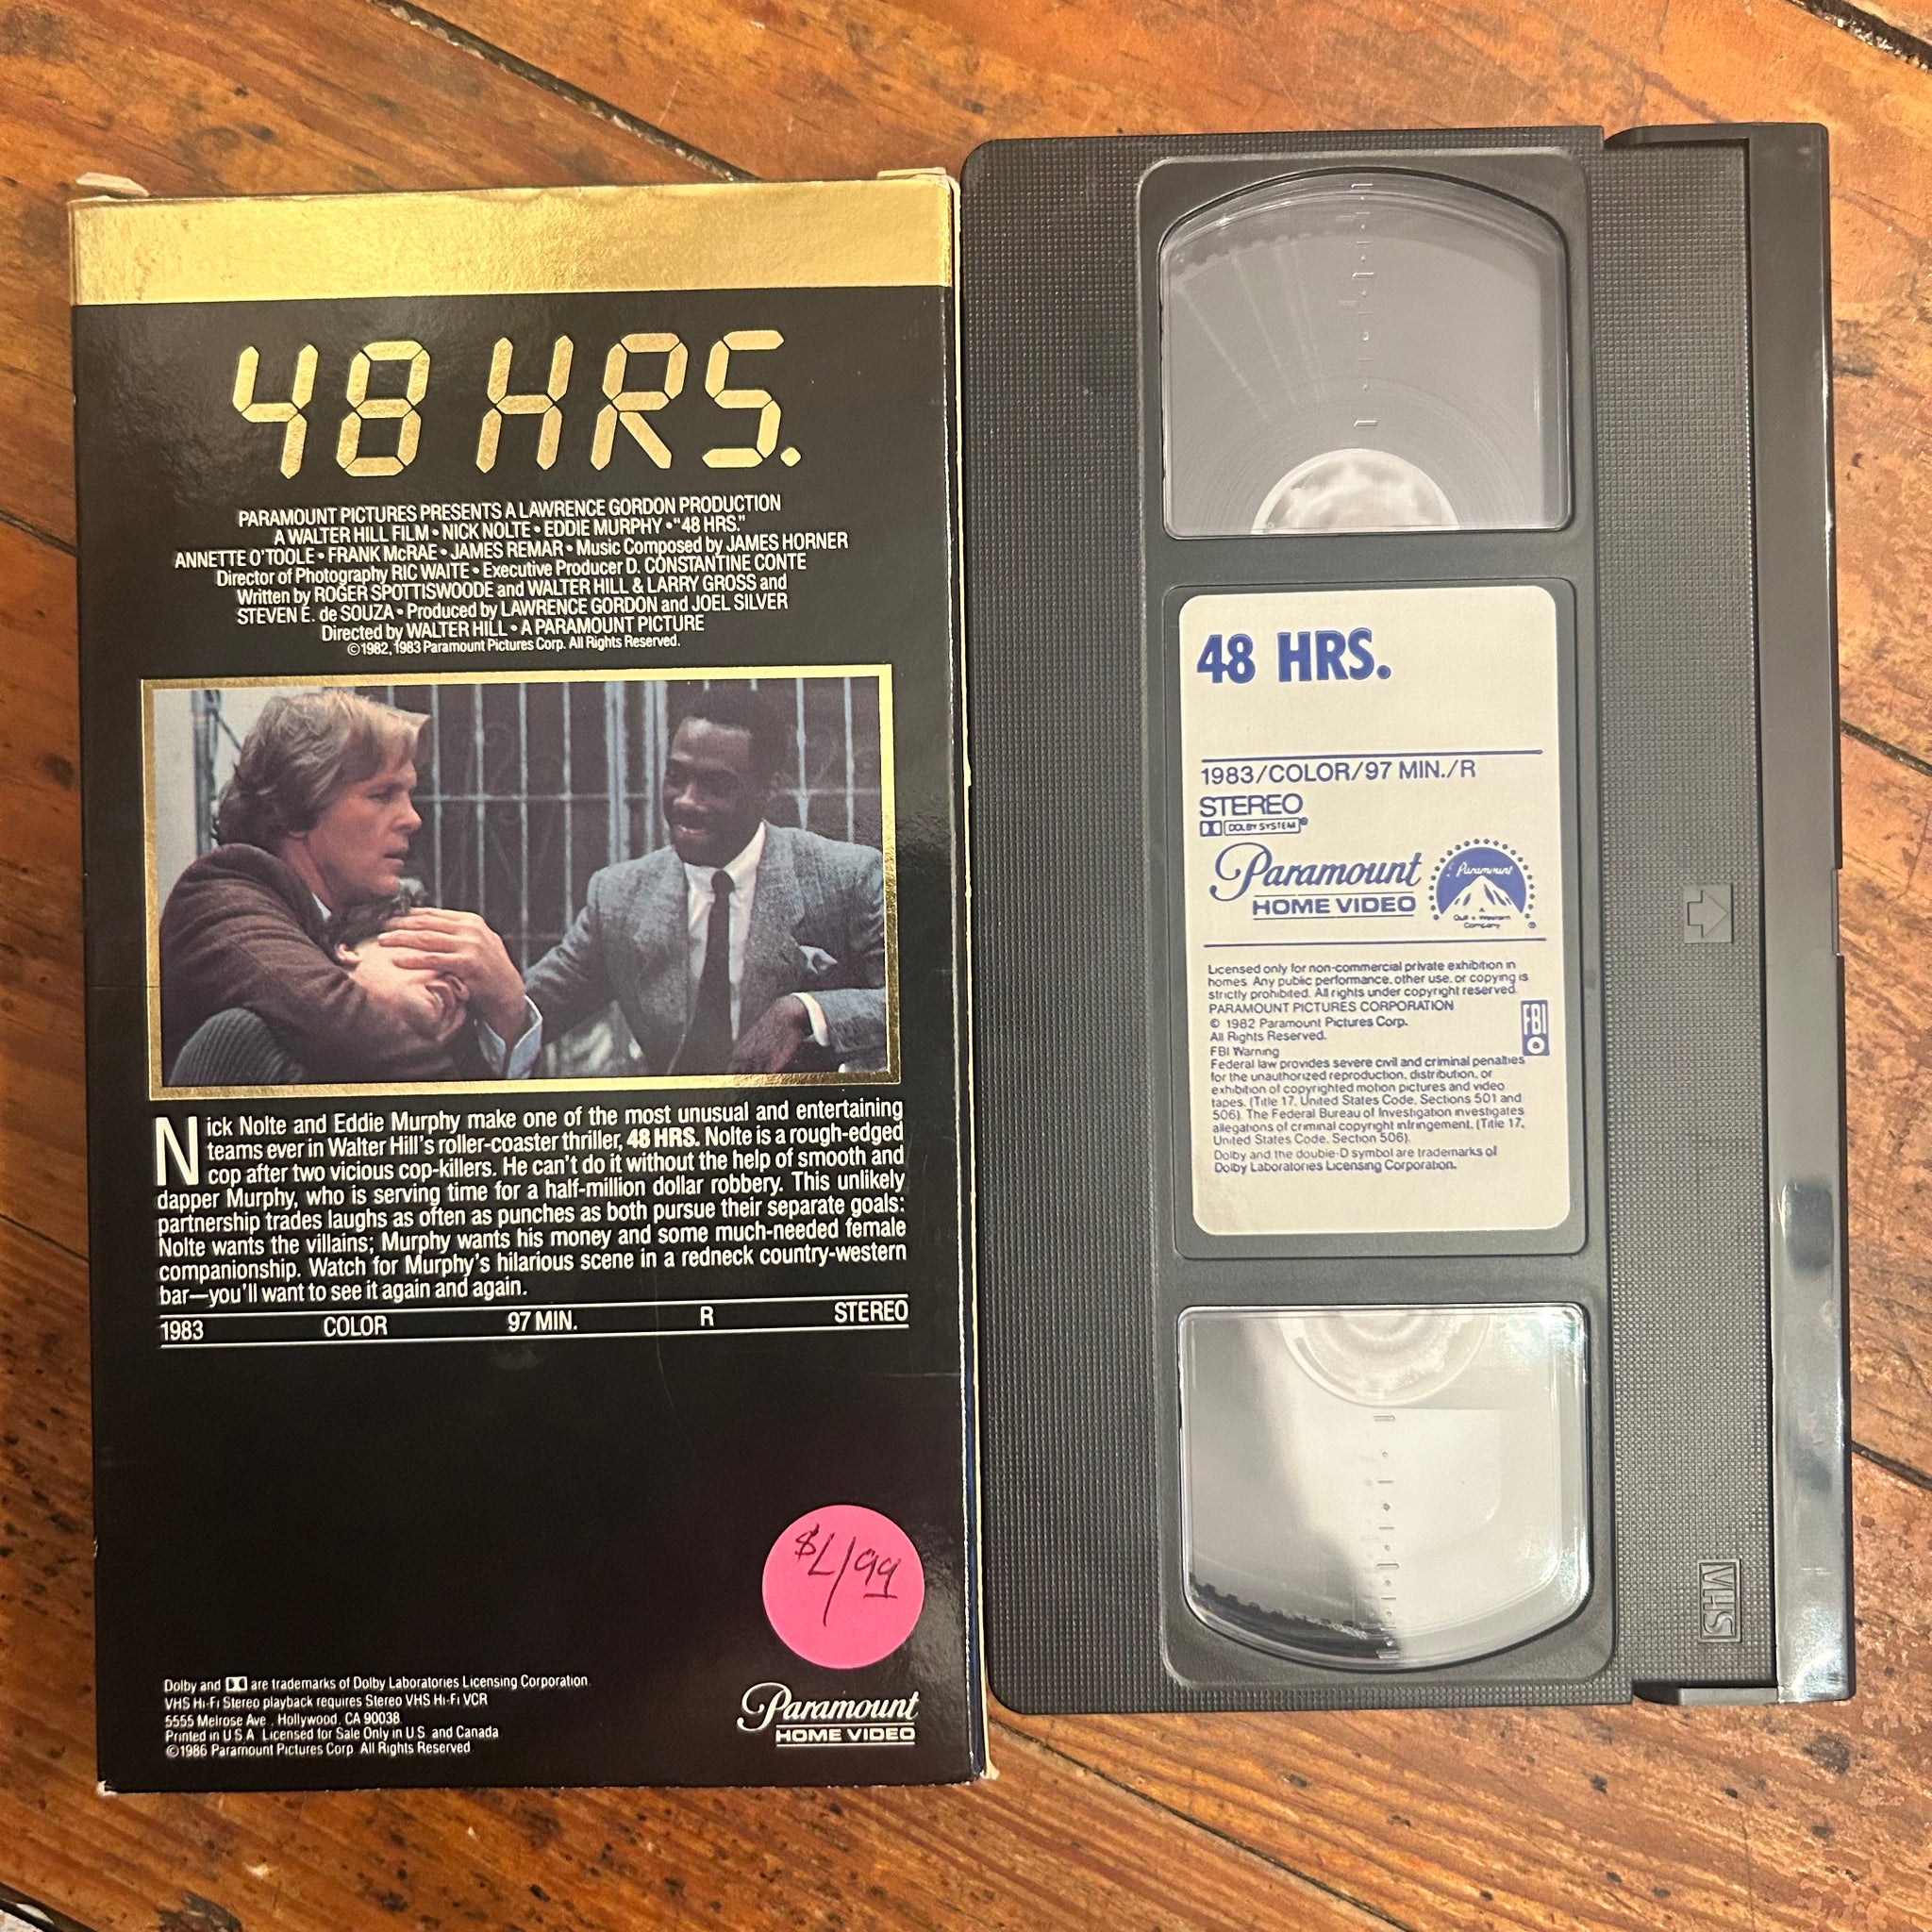 48 HRS.
PARAMOUNT PICTURES PRESENTS A LAWRENCE GORDON PRODUCTION
A WALTER HILL FILM • NICK NOLTE • EDDIE MURPHY • "48 HRS."
ANNETTE O'TOOLE • FRANK McRAE • JAMES REMAR • Music Composed by JAMES HORNER
Director of Photography RIC WAITE • Executive Producer D. CONSTANTINE CONTE
Written by ROGER SPOTTISWOODE and WALTER HILL & LARRY GROSS and
STEVEN E. de SOUZA • Produced by LAWRENCE GORDON and JOEL SILVER
Directed by WALTER HILL • A PARAMOUNT PICTURE
©1982, 1983 Paramount Pictures Corp. All Rights Reserved.
Nick Nolte and Eddie Murphy make one of the most unusual and entertaining
teams ever in Walter Hill's roller-coaster thriller, 48 HRS. Nolte is a rough-edged
cop after two vicious cop-killers. He can't do it without the help of smooth and
dapper Murphy, who is serving time for a half-million dollar robbery. This unlikely
partnership trades laughs as often as punches as both pursue their separate goals:
Nolte wants the villains; Murphy wants his money and some much-needed female
companionship. Watch for Murphy's hilarious scene in a redneck country-western
bar—you'll want to see it again and again.
1983 COLOR 97 MIN. R STEREO
$4,99
Dolby and are trademarks of Dolby Laboratories Licensing Corporation
VHS Hi-Fi Stereo playback requires Stereo VHS Hi-Fi VCR
5555 Melrose Ave., Hollywood, CA 90038
Printed in U.S.A. Licensed for Sale Only in U.S. and Canada
©1986 Paramount Pictures Corp. All Rights Reserved
Paramount
HOME VIDEO
48 HRS.
1983/COLOR/97 MIN./R
STEREO
DOLBY SYSTEM®
Paramount
HOME VIDEO
Paramount
A
Gulf + Western
Company
®
Licensed only for non-commercial private exhibition in
homes. Any public performance, other use, or copying is
strictly prohibited. All rights under copyright reserved.
PARAMOUNT PICTURES CORPORATION
© 1982 Paramount Pictures Corp.
All Rights Reserved.
FBI
FBI Warning
Federal law provides severe civil and criminal penalties
for the unauthorized reproduction, distribution, or
exhibition of copyrighted motion pictures and video
tapes. (Title 17, United States Code, Sections 501 and
506). The Federal Bureau of Investigation investigates
allegations of criminal copyright infringement. (Title 17,
United States Code, Section 506).
Dolby and the double-D symbol are trademarks of
Dolby Laboratories Licensing Corporation.
VHS